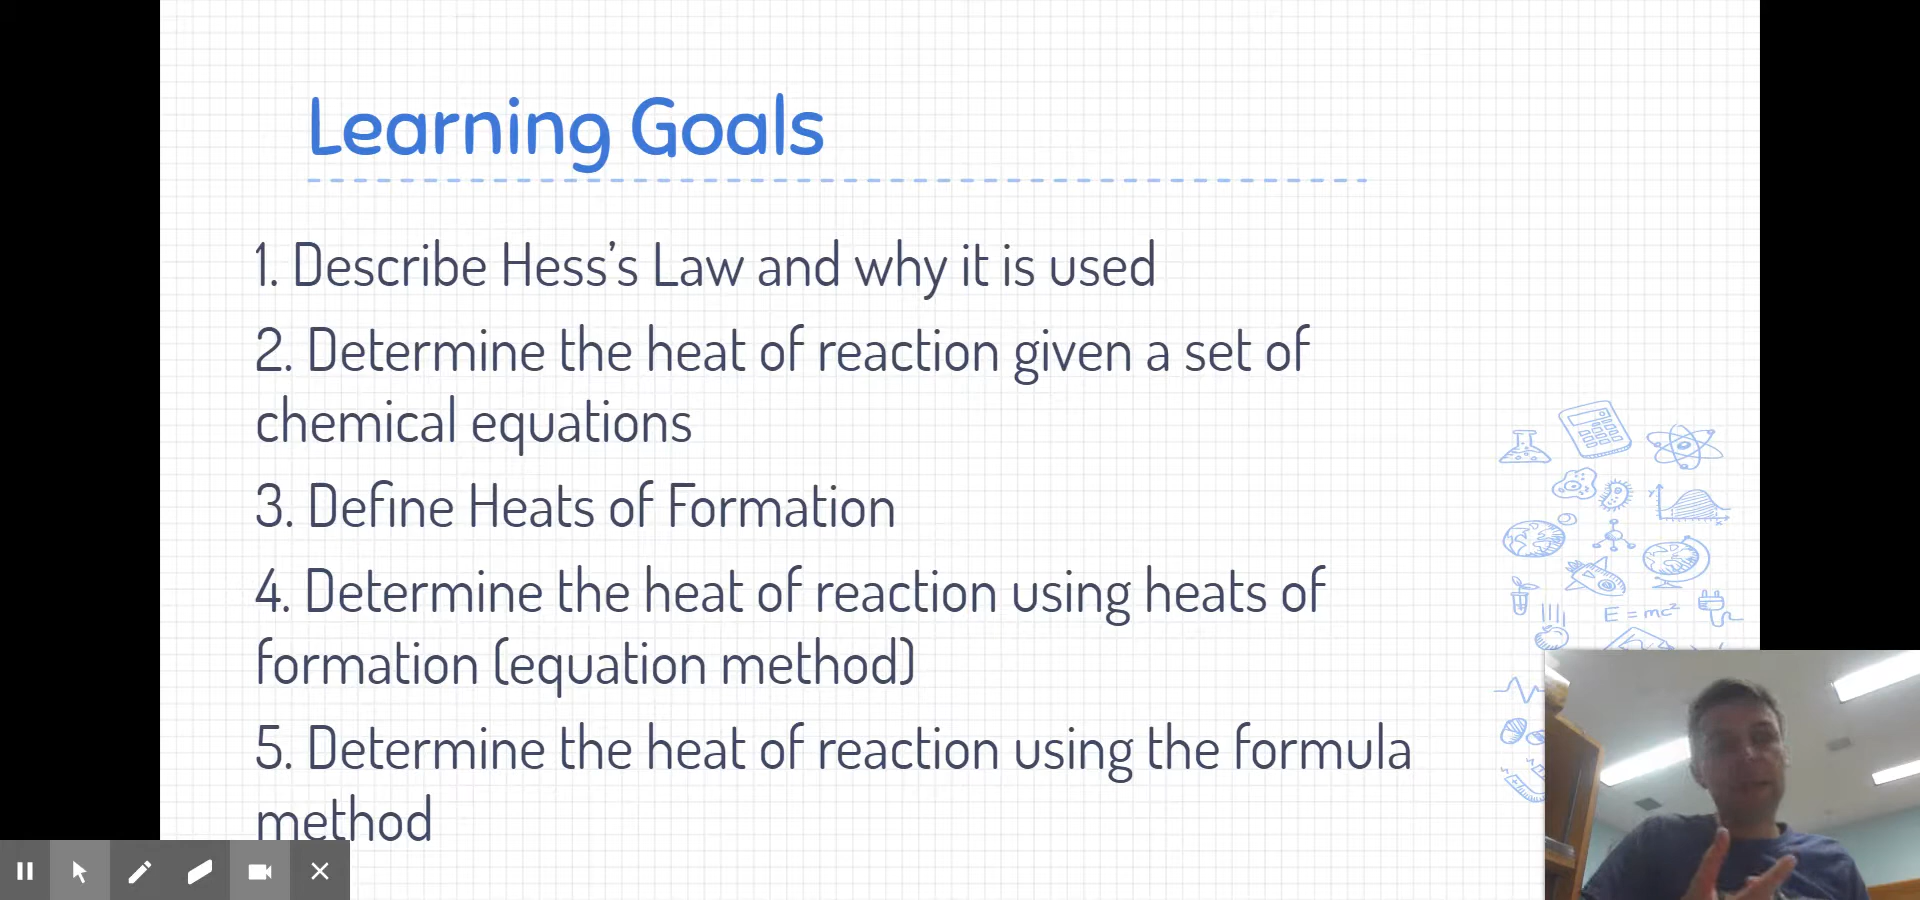 Learning Goals
1. Describe Hess’s Law and why it is used
2. Determine the heat of reaction given a set of
chemical equations
3. Define Heats of Formation
4. Determine the heat of reaction using heats of
formation (equation method)
5. Determine the heat of reaction using the formula
method
E = mc²